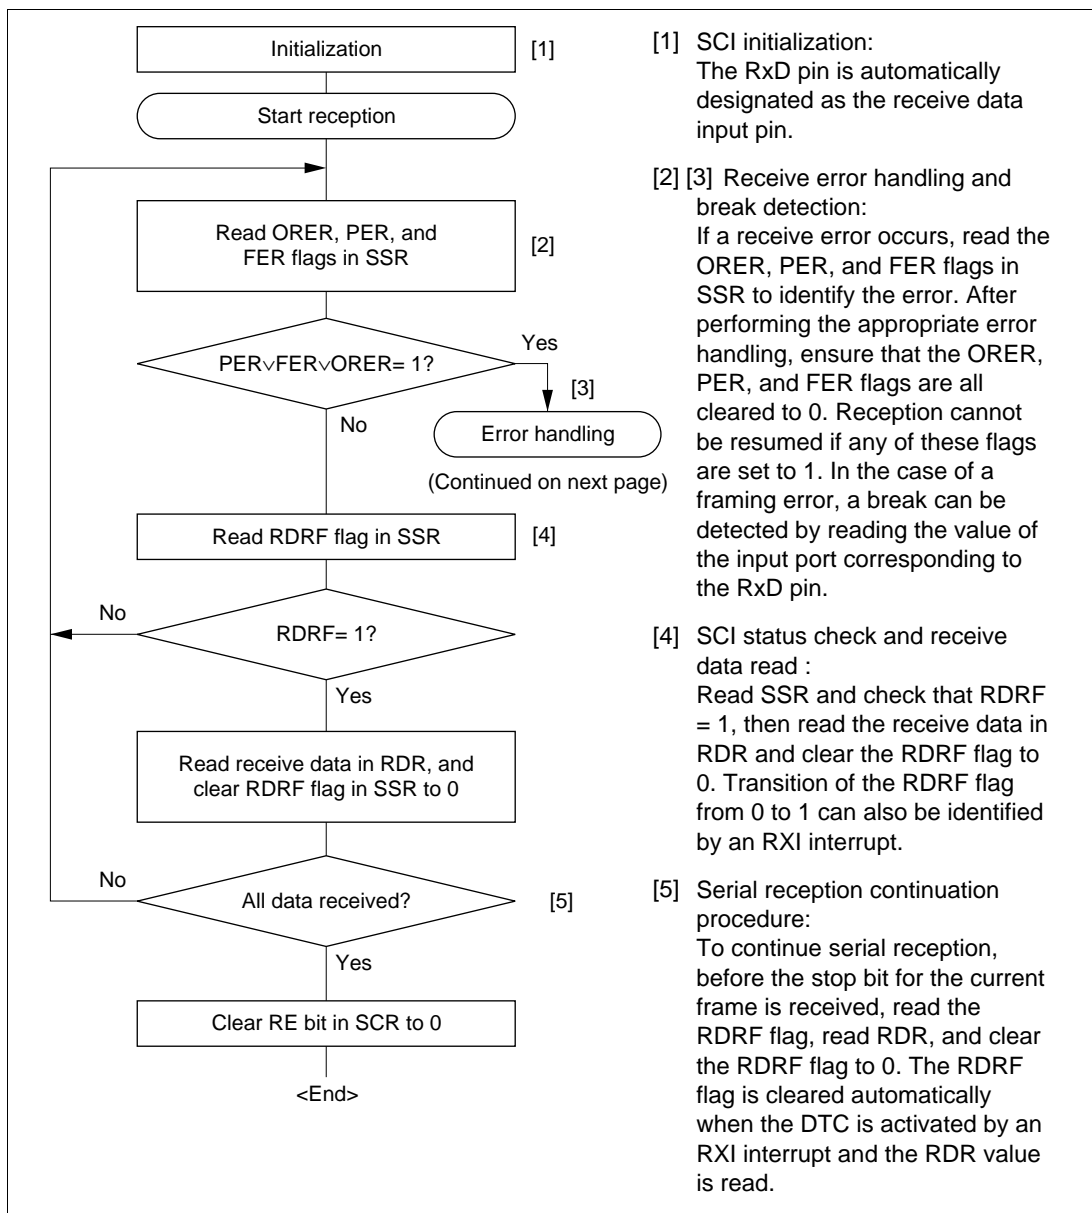 Initialization [1]
Start reception
Read ORER, PER, and
FER flags in SSR
[2]
PER∨FER∨ORER= 1?
Yes
[3]
No
Error handling
(Continued on next page)
Read RDRF flag in SSR [4]
No
RDRF= 1?
Yes
Read receive data in RDR, and
clear RDRF flag in SSR to 0
No
All data received? [5]
Yes
Clear RE bit in SCR to 0
<End>
[1] SCI initialization:
The RxD pin is automatically
designated as the receive data
input pin.
[2] [3] Receive error handling and
break detection:
If a receive error occurs, read the
ORER, PER, and FER flags in
SSR to identify the error. After
performing the appropriate error
handling, ensure that the ORER,
PER, and FER flags are all
cleared to 0. Reception cannot
be resumed if any of these flags
are set to 1. In the case of a
framing error, a break can be
detected by reading the value of
the input port corresponding to
the RxD pin.
[4] SCI status check and receive
data read :
Read SSR and check that RDRF
= 1, then read the receive data in
RDR and clear the RDRF flag to
0. Transition of the RDRF flag
from 0 to 1 can also be identified
by an RXI interrupt.
[5] Serial reception continuation
procedure:
To continue serial reception,
before the stop bit for the current
frame is received, read the
RDRF flag, read RDR, and clear
the RDRF flag to 0. The RDRF
flag is cleared automatically
when the DTC is activated by an
RXI interrupt and the RDR value
is read.